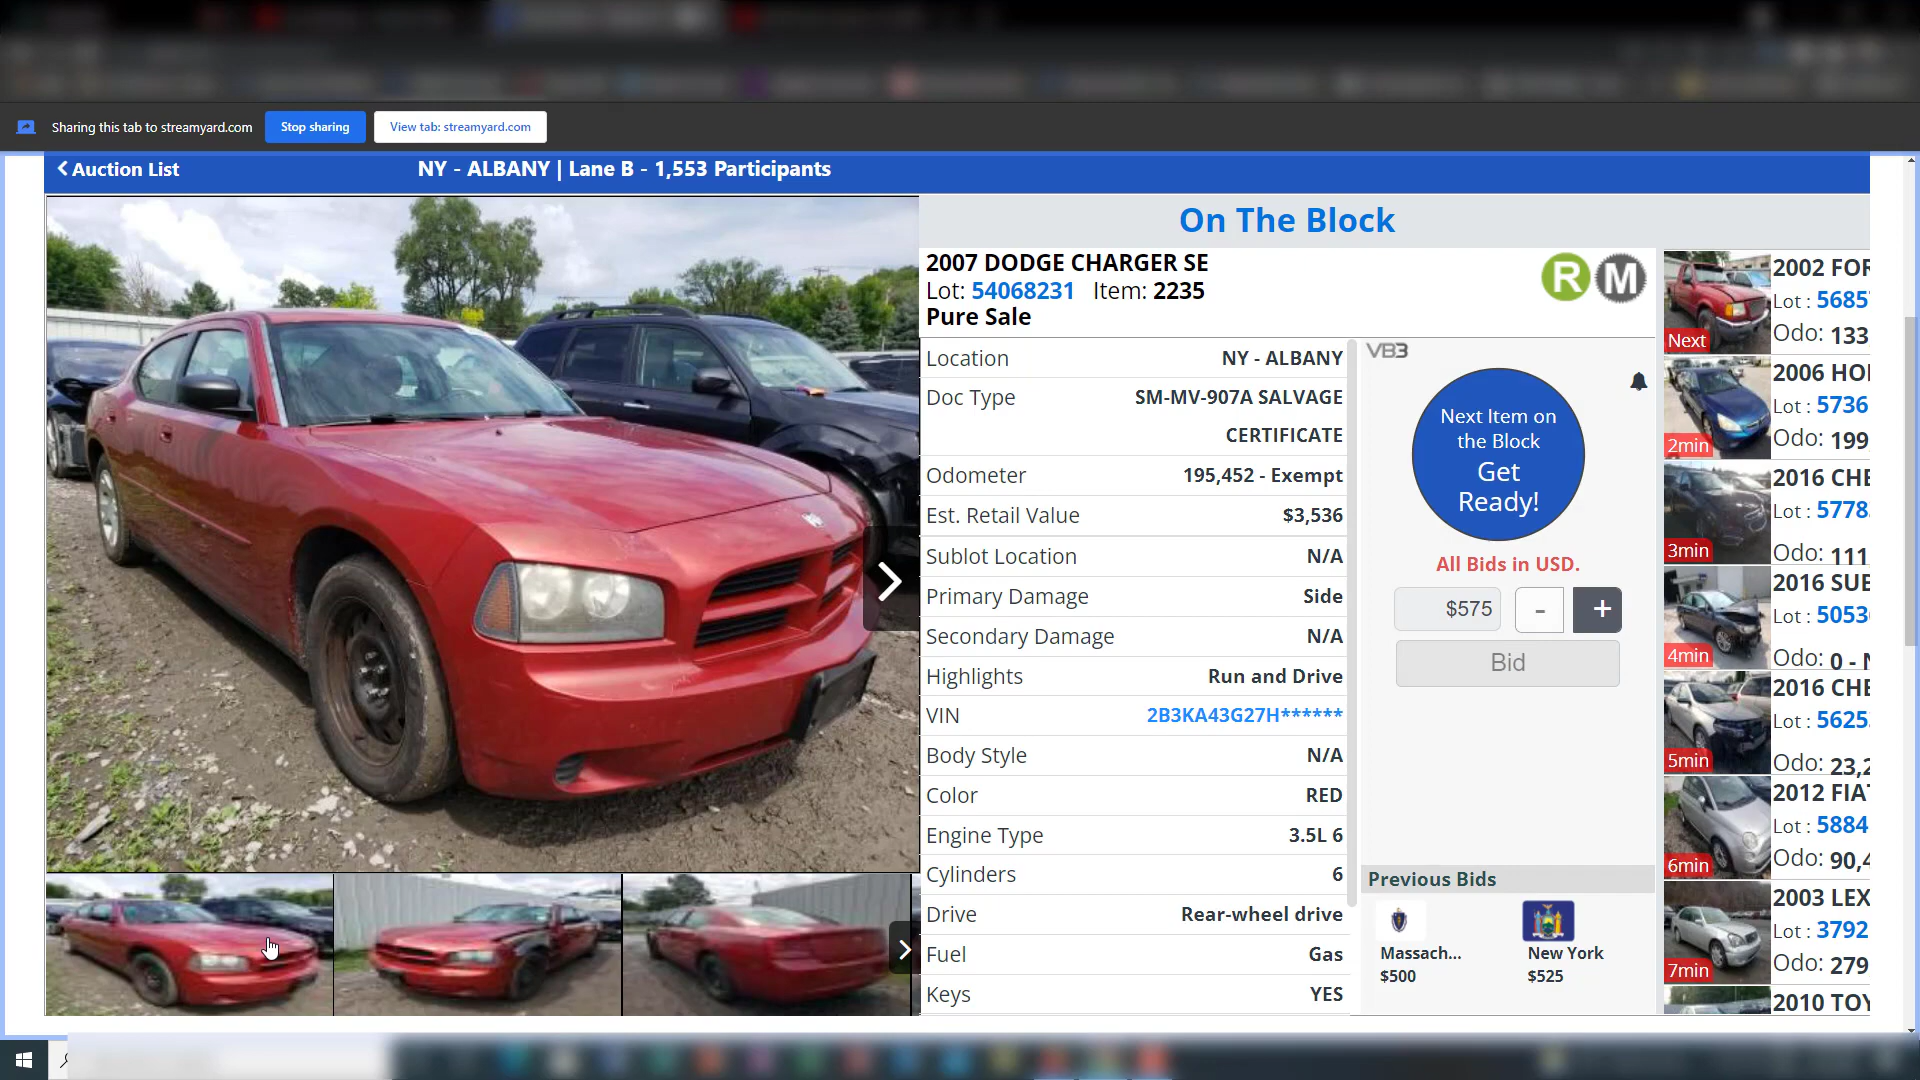 Sharing this tab to streamyard.com
Stop sharing
View tab: streamyard.com
Auction List
NY - ALBANY | Lane B - 1,553 Participants
On The Block
2007 DODGE CHARGER SE
Lot: 54068231 Item: 2235
Pure Sale
R M
Location NY - ALBANY
Doc Type SM-MV-907A SALVAGE
CERTIFICATE
Odometer 195,452 - Exempt
Est. Retail Value $3,536
Sublot Location N/A
Primary Damage Side
Secondary Damage N/A
Highlights Run and Drive
VIN 2B3KA43G27H******
Body Style N/A
Color RED
Engine Type 3.5L 6
Cylinders 6
Drive Rear-wheel drive
Fuel Gas
Keys YES
VB3
Next Item on
the Block
Get
Ready!
All Bids in USD.
$575 - +
Bid
Previous Bids
Massach... New York
$500 $525
2002 FOR
Lot : 5685
Odo: 133
Next
2006 HO
Lot : 5736
Odo: 199
2min
2016 CHE
Lot : 5778
Odo: 111
3min
2016 SUB
Lot : 5053
Odo: 0 - N
4min
2016 CHE
Lot : 5625
Odo: 23,2
5min
2012 FIA
Lot : 5884
Odo: 90,4
6min
2003 LEX
Lot : 3792
Odo: 279
7min
2010 TOY